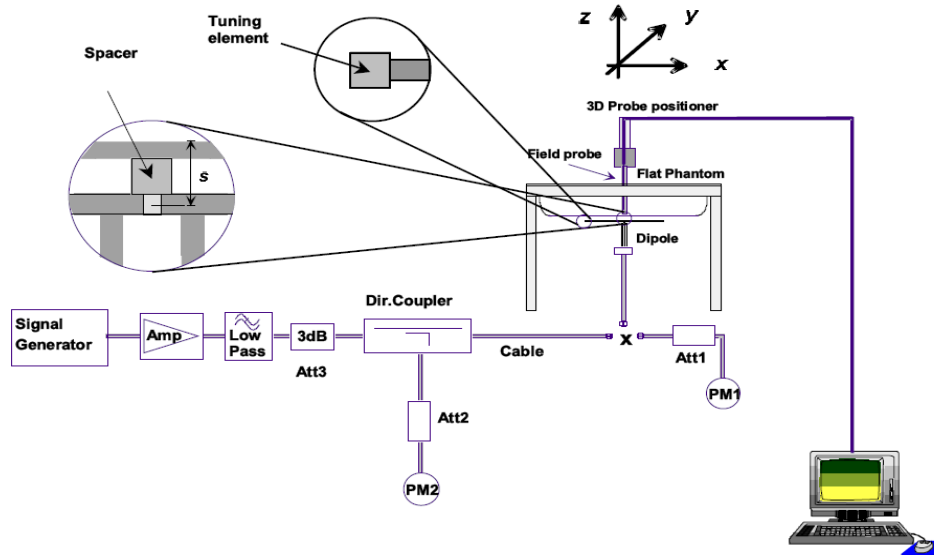 Tuning
element
Spacer
s
z
y
x
3D Probe positioner
Field probe
Flat Phantom
Dipole
Signal
Generator
Amp
Low
Pass
3dB
Att3
Dir.Coupler
Cable
x
Att1
PM1
Att2
PM2